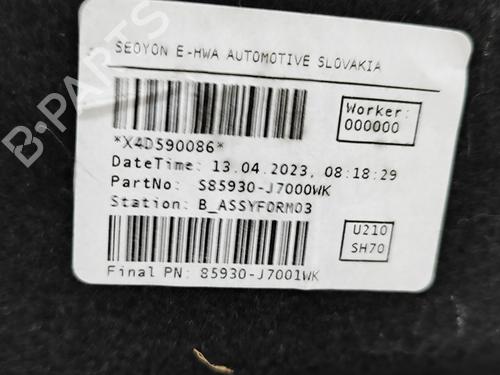 SEOYON E-HWA AUTOMOTIVE SLOVAKIA
Worker:
000000
*X4D590086*
DateTime: 13.04.2023, 08:18:29
PartNo: S85930-J7000WK
Station: B_ASSYFORM03
U210
SH70
Final PN: 85930-J7001WK
B-PARTS